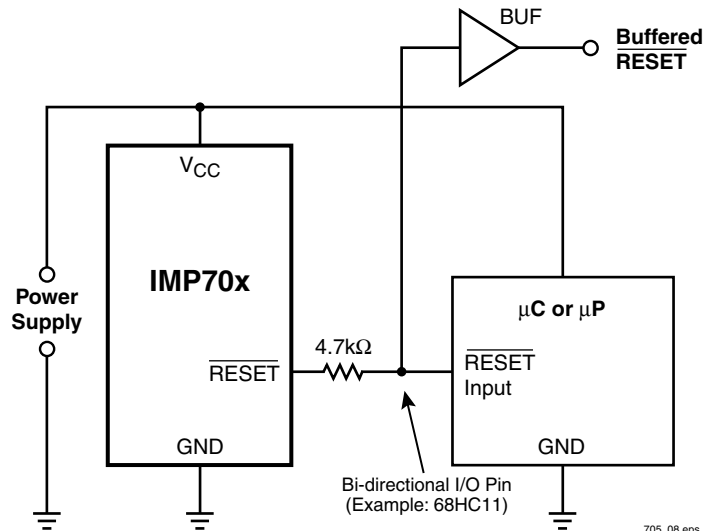 BUF
Buffered
RESET
VCC
IMP70x
Power
Supply
μC or μP
4.7kΩ
RESET
RESET
Input
GND
GND
Bi-directional I/O Pin
(Example: 68HC11)
705_08.eps